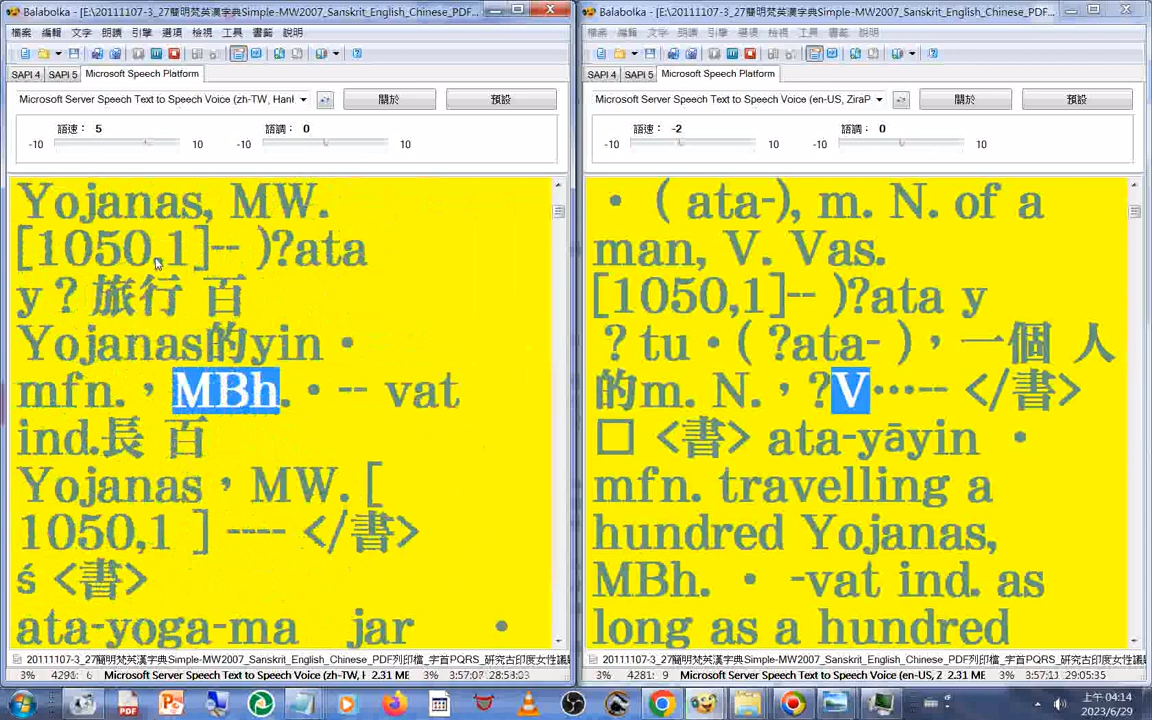 Balabolka - [E:\20111107-3_27簡明梵英漢字典Simple-MW2007_Sanskrit_English_Chinese_PDF...
檔案 編輯 文字 朗讀 引擎 選項 檢視 工具 書籤 說明
SAPI 4 SAPI 5 Microsoft Speech Platform
Microsoft Server Speech Text to Speech Voice (zh-TW, Hanl
關於
預設
語速： 5
語調： 0
-10 10 -10 10
Yojanas, MW.
[1050,1]-- )?ata
y ? 旅行 百
Yojanas的yin •
mfn.，MBh. • -- vat
ind.長 百
Yojanas，MW. [
1050,1 ] ---- </書>
ś <書>
ata-yoga-ma jar •
20111107-3_27簡明梵英漢字典Simple-MW2007_Sanskrit_English_Chinese_PDF列印檔_字首PQRS_研究古印度女性議
3% 4291: 6 Microsoft Server Speech Text to Speech Voice (zh-TW, H 2.31 ME 3% 3:57:07 28:53:03
Balabolka - [E:\20111107-3_27簡明梵英漢字典Simple-MW2007_Sanskrit_English_Chinese_PDF...
檔案 編輯 文字 朗讀 引擎 選項 檢視 工具 書籤 說明
SAPI 4 SAPI 5 Microsoft Speech Platform
Microsoft Server Speech Text to Speech Voice (en-US, ZiraP
關於
預設
語速： -2
語調： 0
-10 10 -10 10
• ( ata-), m. N. of a
man, V. Vas.
[1050,1]-- )?ata y
? tu • ( ?ata- )，一個 人
的m. N.，?V…-- </書>
□ <書> ata-yāyin •
mfn. travelling a
hundred Yojanas,
MBh. • -vat ind. as
long as a hundred
20111107-3_27簡明梵英漢字典Simple-MW2007_Sanskrit_English_Chinese_PDF列印檔_字首PQRS_研究古印度女性議
3% 4281: 9 Microsoft Server Speech Text to Speech Voice (en-US, Z 2.31 ME 3% 3:57:11 29:05:35
上午 04:14
2023/6/29